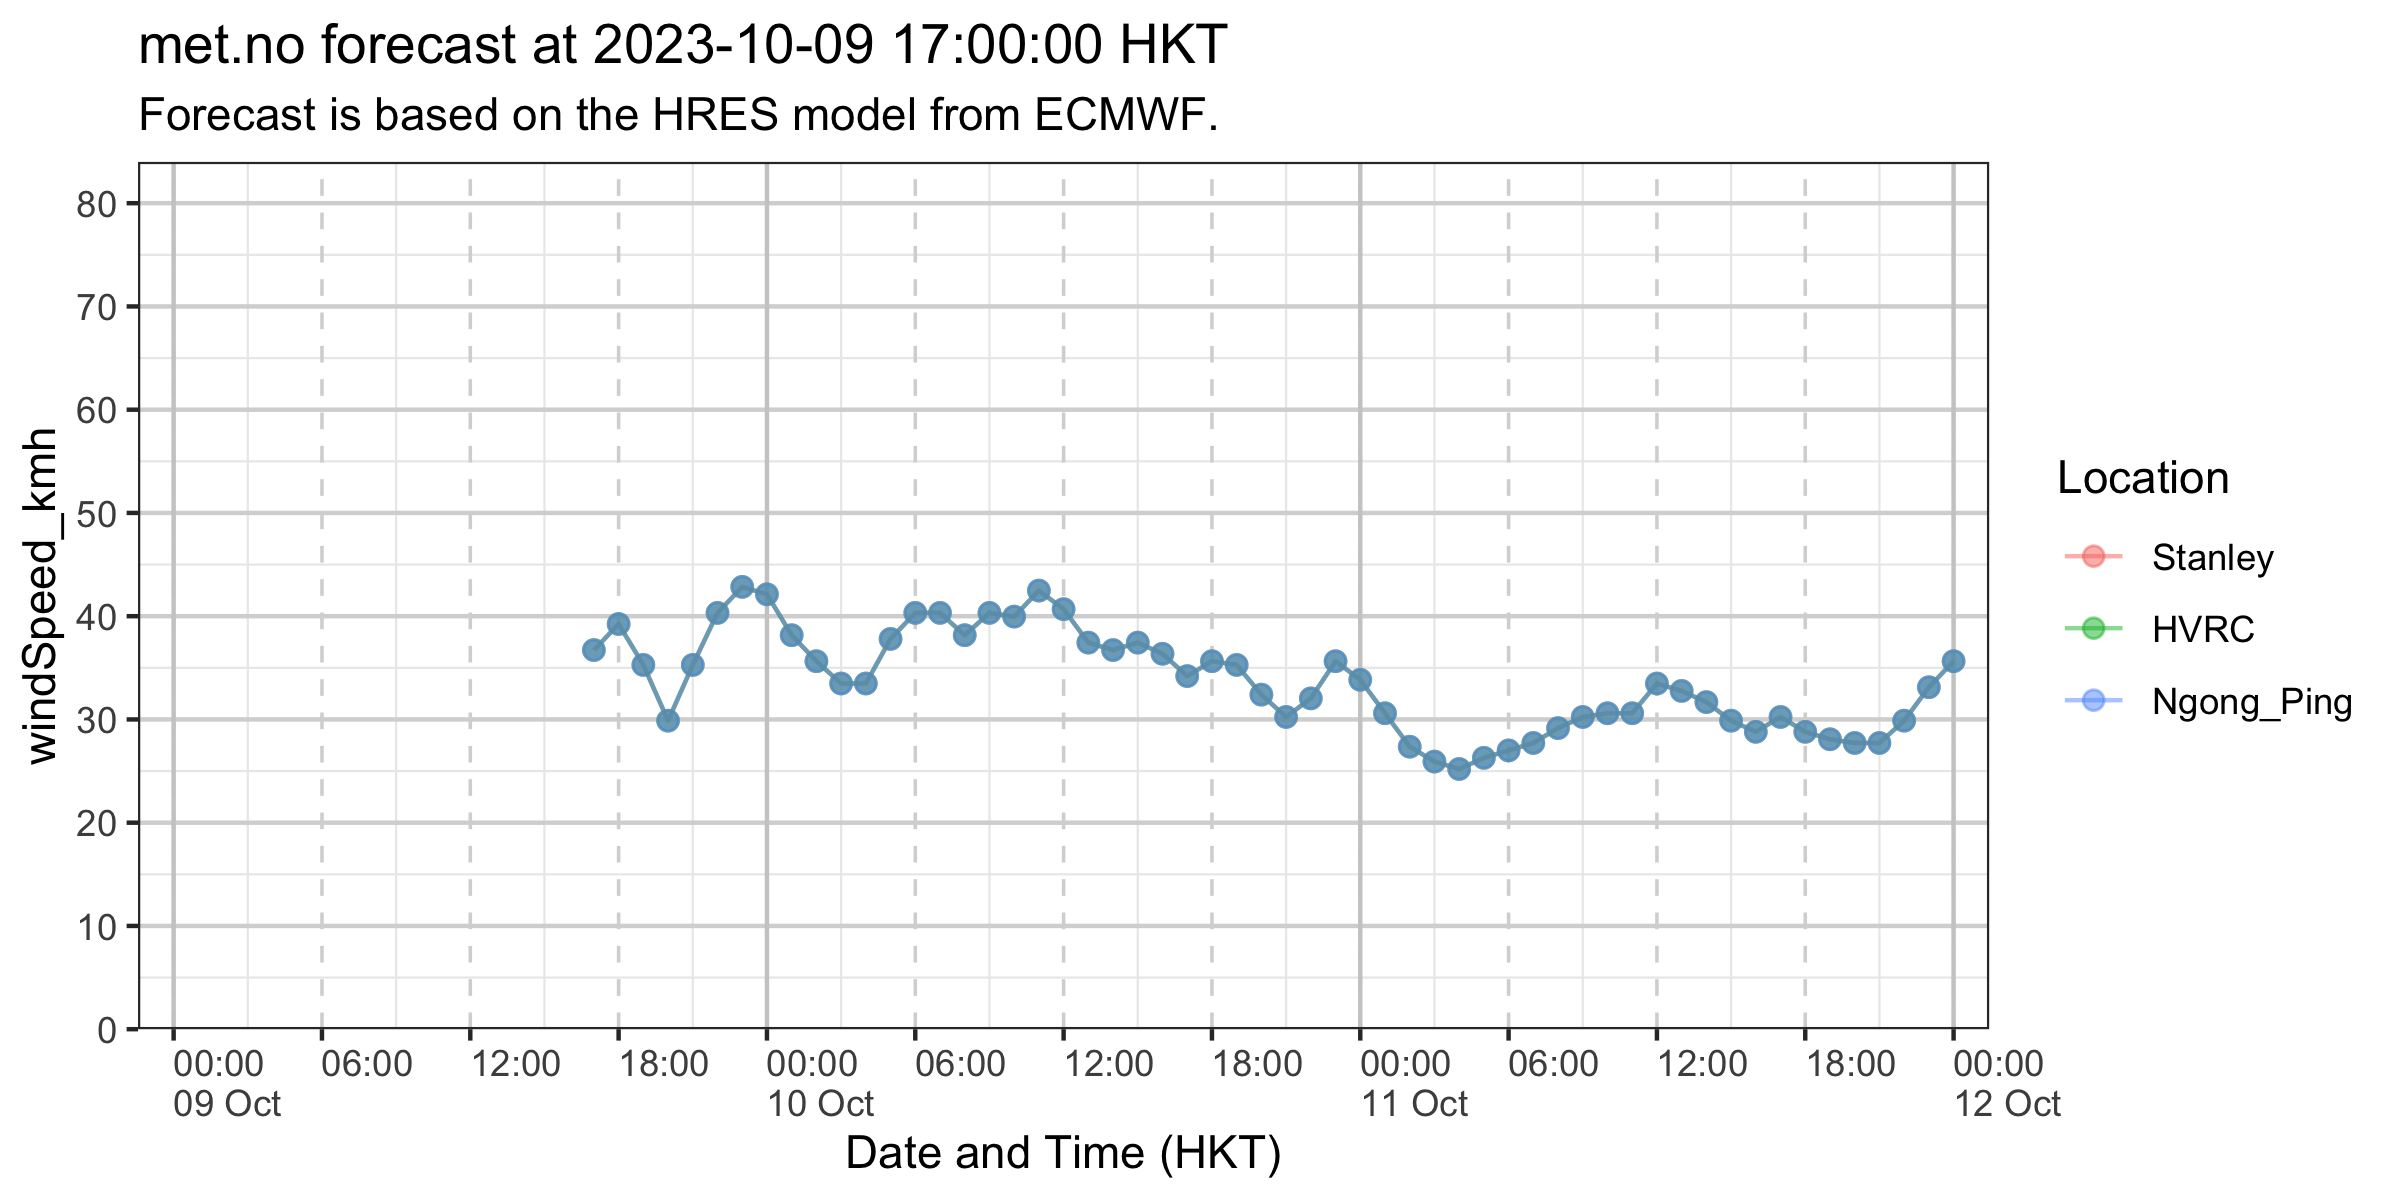 met.no forecast at 2023-10-09 17:00:00 HKT
Forecast is based on the HRES model from ECMWF.
windSpeed_kmh
80
70
60
50
40
30
20
10
0
00:00 06:00 12:00 18:00 00:00 06:00 12:00 18:00 00:00 06:00 12:00 18:00 00:00
09 Oct 10 Oct 11 Oct 12 Oct
Date and Time (HKT)
Location
Stanley
HVRC
Ngong_Ping